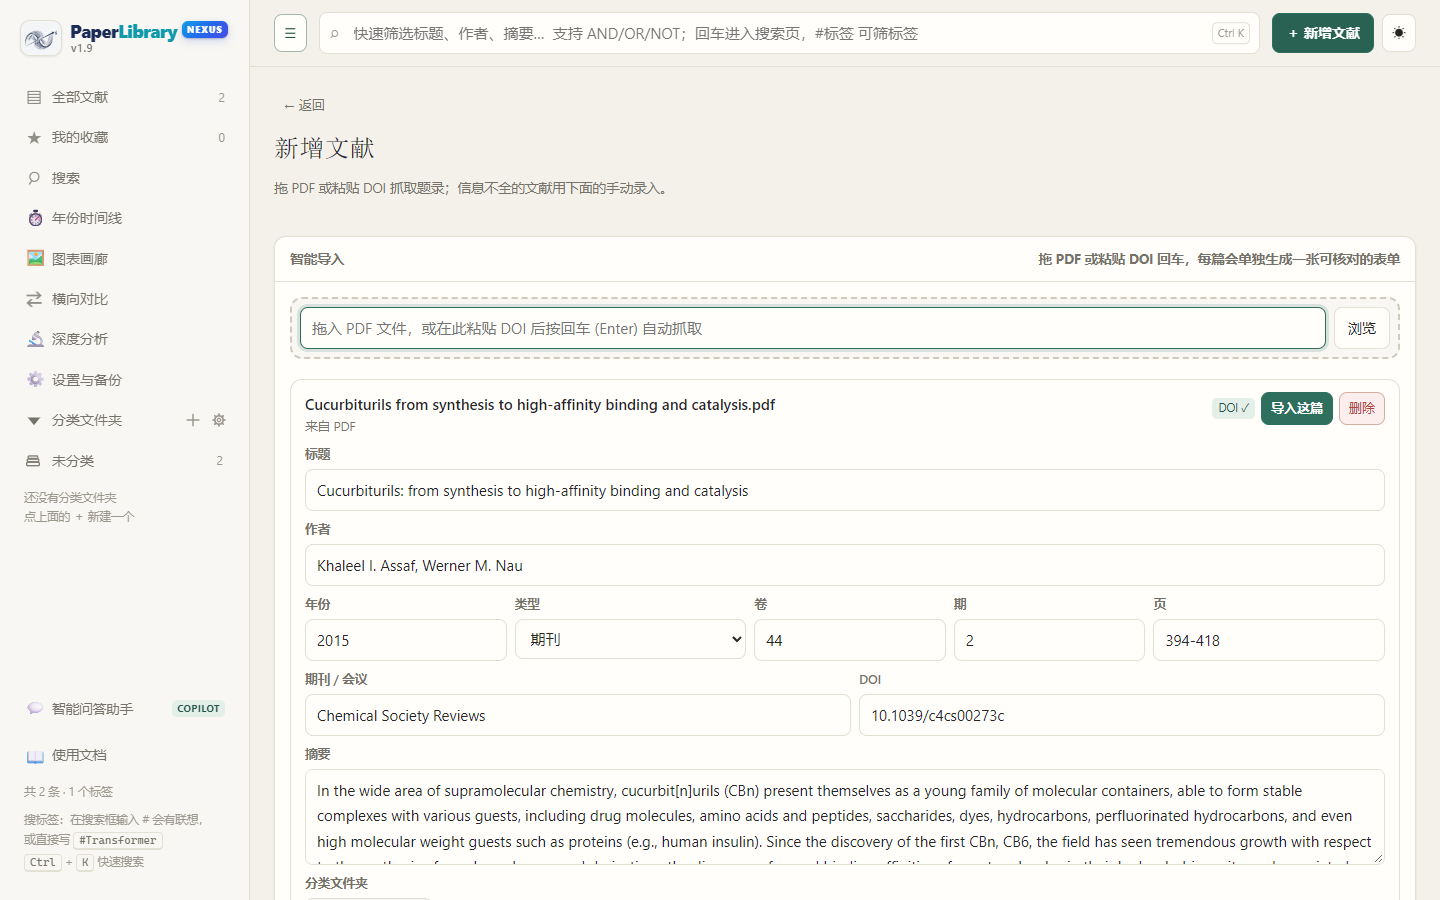 PaperLibrary NEXUS
v1.9
全部文献 2
我的收藏 0
搜索
年份时间线
图表画廊
横向对比
深度分析
设置与备份
分类文件夹
未分类 2
还没有分类文件夹
点上面的 + 新建一个
智能问答助手 COPILOT
使用文档
共 2 条 · 1 个标签
搜标签：在搜索框输入 # 会有联想，
或直接写 #Transformer
Ctrl + K 快速搜索
快速筛选标题、作者、摘要... 支持 AND/OR/NOT；回车进入搜索页，#标签 可筛标签 Ctrl K
+ 新增文献
← 返回
新增文献
拖 PDF 或粘贴 DOI 抓取题录；信息不全的文献用下面的手动录入。
智能导入 拖 PDF 或粘贴 DOI 回车，每篇会单独生成一张可核对的表单
拖入 PDF 文件，或在此粘贴 DOI 后按回车 (Enter) 自动抓取 浏览
Cucurbiturils from synthesis to high-affinity binding and catalysis.pdf DOI ✓ 导入这篇 删除
来自 PDF
标题
Cucurbiturils: from synthesis to high-affinity binding and catalysis
作者
Khaleel I. Assaf, Werner M. Nau
年份 类型 卷 期 页
2015 期刊 44 2 394-418
期刊 / 会议 DOI
Chemical Society Reviews 10.1039/c4cs00273c
摘要
In the wide area of supramolecular chemistry, cucurbit[n]urils (CBn) present themselves as a young family of molecular containers, able to form stable
complexes with various guests, including drug molecules, amino acids and peptides, saccharides, dyes, hydrocarbons, perfluorinated hydrocarbons, and even
high molecular weight guests such as proteins (e.g., human insulin). Since the discovery of the first CBn, CB6, the field has seen tremendous growth with respect
分类文件夹